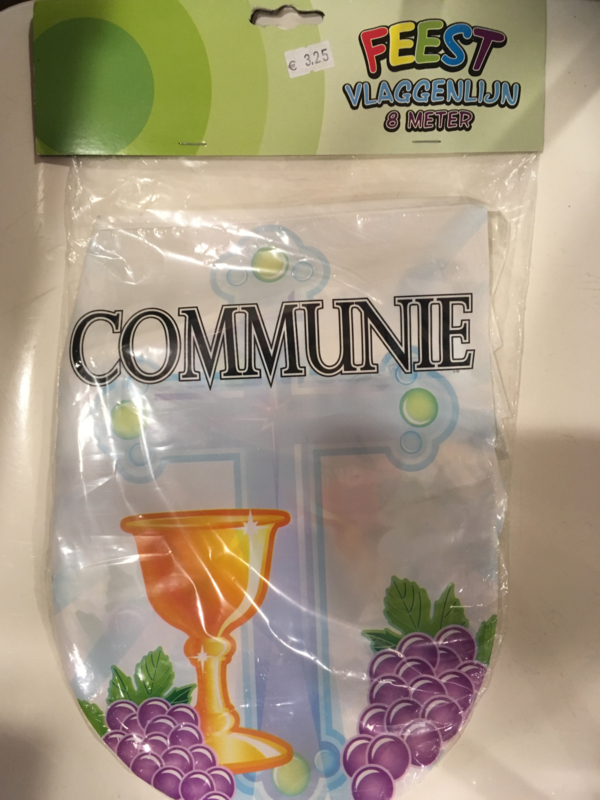 € 3.25
FEEST
VLAGGENLIJN
8 METER
COMMUNIE